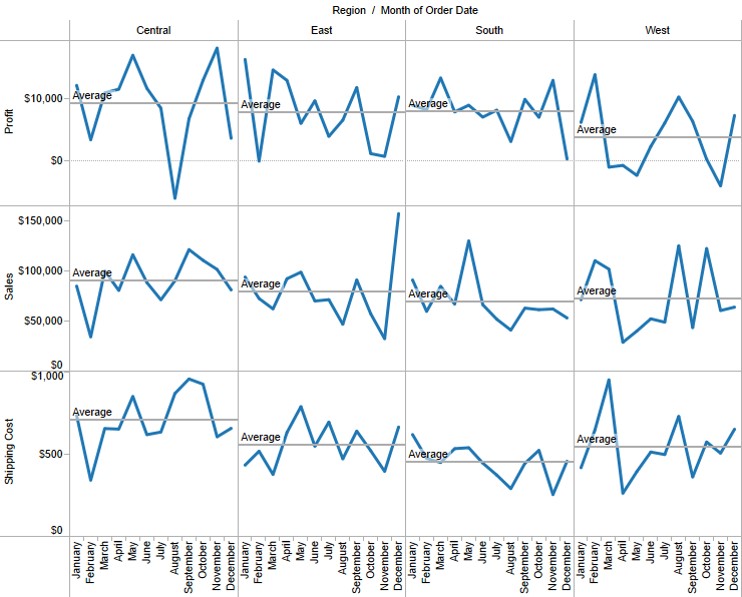 Region / Month of Order Date
Central East South West
Profit
$10,000
$0
Average Average Average Average
Sales
$150,000
$100,000
$50,000
$0
Average Average Average Average
Shipping Cost
$1,000
$500
$0
Average Average Average Average
January February March April May June July August September October November December
January February March April May June July August September October November December
January February March April May June July August September October November December
January February March April May June July August September October November December